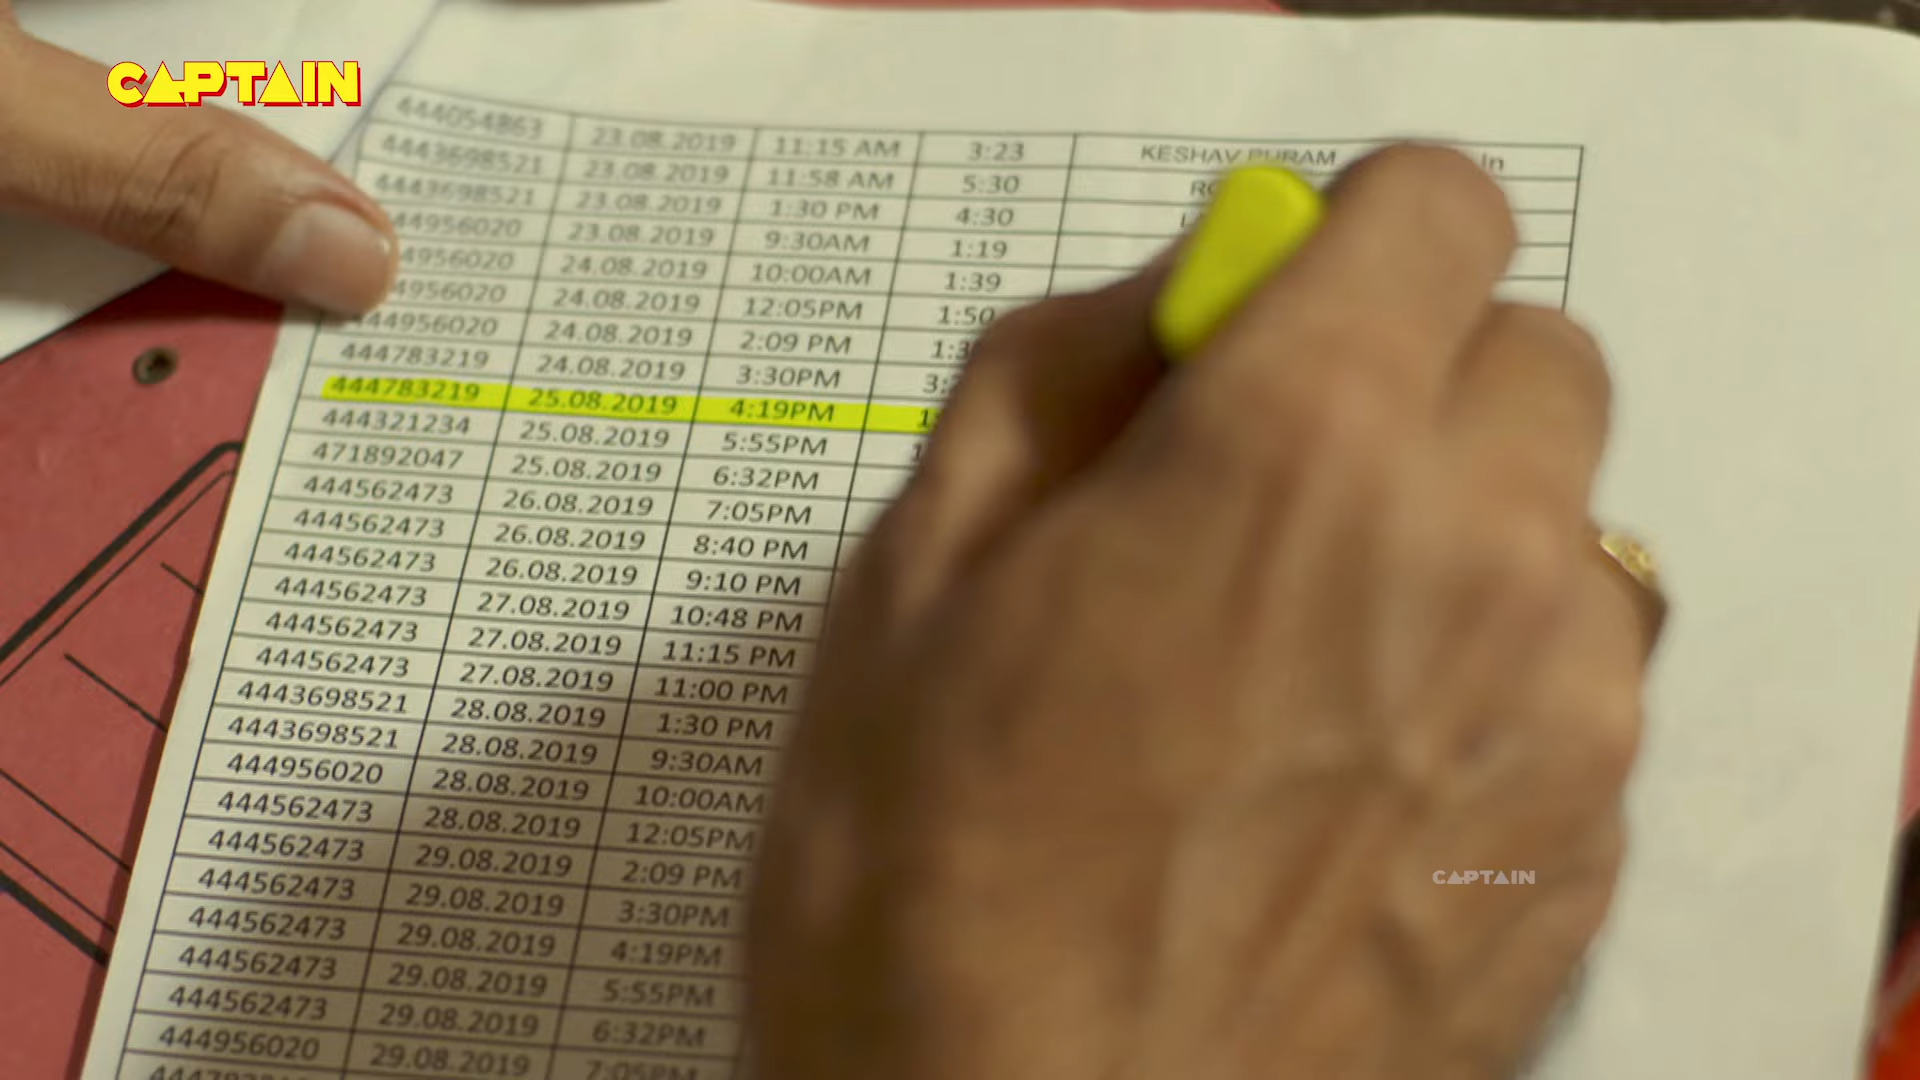 CAPTAIN
444054863 23.08.2019 11:15 AM 3:23 KESHAV PURAM In
4443698521 23.08.2019 11:58 AM 5:30
4443698521 23.08.2019 1:30 PM 4:30
44956020 23.08.2019 9:30AM 1:19
4956020 24.08.2019 10:00AM 1:39
4956020 24.08.2019 12:05PM 1:50
444956020 24.08.2019 2:09 PM
444783219 24.08.2019 3:30PM
444783219 25.08.2019 4:19PM
444321234 25.08.2019 5:55PM
471892047 25.08.2019 6:32PM
444562473 26.08.2019 7:05PM
444562473 26.08.2019 8:40 PM
444562473 26.08.2019 9:10 PM
444562473 27.08.2019 10:48 PM
444562473 27.08.2019 11:15 PM
444562473 27.08.2019 11:00 PM
4443698521 28.08.2019 1:30 PM
4443698521 28.08.2019 9:30AM
444956020 28.08.2019 10:00AM
444562473 28.08.2019 12:05PM
444562473 29.08.2019 2:09 PM
444562473 29.08.2019 3:30PM
444562473 29.08.2019 4:19PM
444562473 29.08.2019 5:55PM
444562473 29.08.2019 6:32PM
444956020 29.08.2019 7:05PM
CAPTAIN